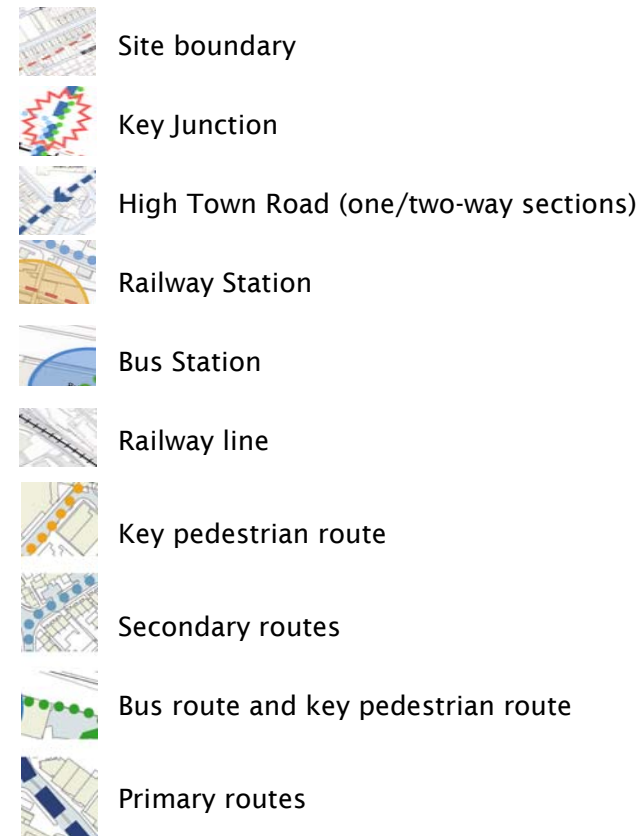 Site boundary
Key Junction
High Town Road (one/two-way sections)
Railway Station
Bus Station
Railway line
Key pedestrian route
Secondary routes
Bus route and key pedestrian route
Primary routes